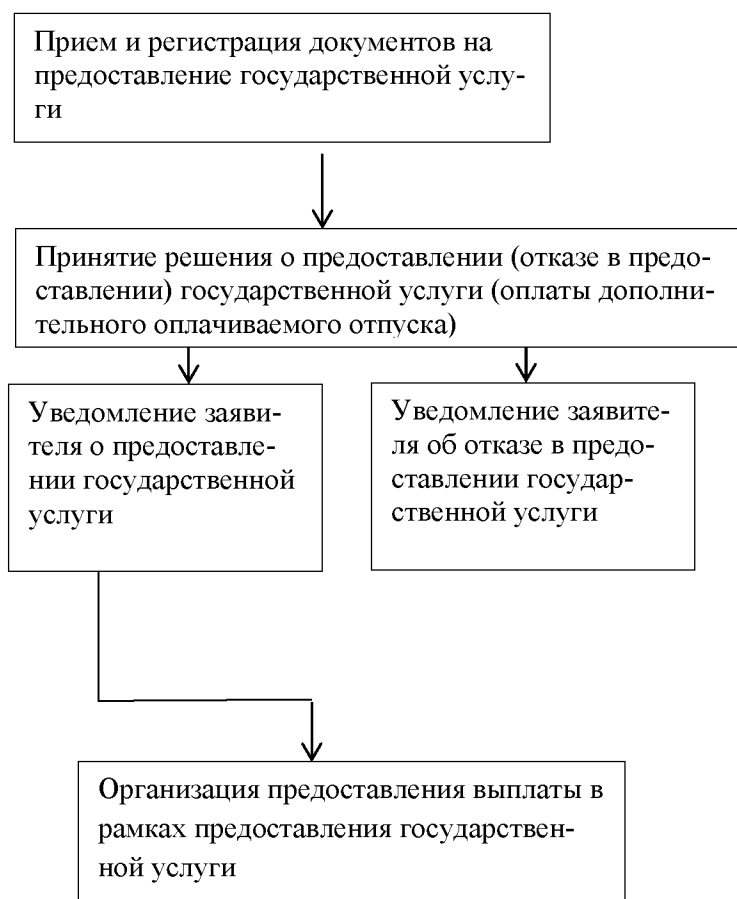 Прием и регистрация документов на
предоставление государственной услу-
ги
Принятие решения о предоставлении (отказе в предо-
ставлении) государственной услуги (оплаты дополни-
тельного оплачиваемого отпуска)
Уведомление заяви-
теля о предоставле-
нии государственной
услуги
Уведомление заявите-
ля об отказе в предо-
ставлении государ-
ственной услуги
Организация предоставления выплаты в
рамках предоставления государствен-
ной услуги